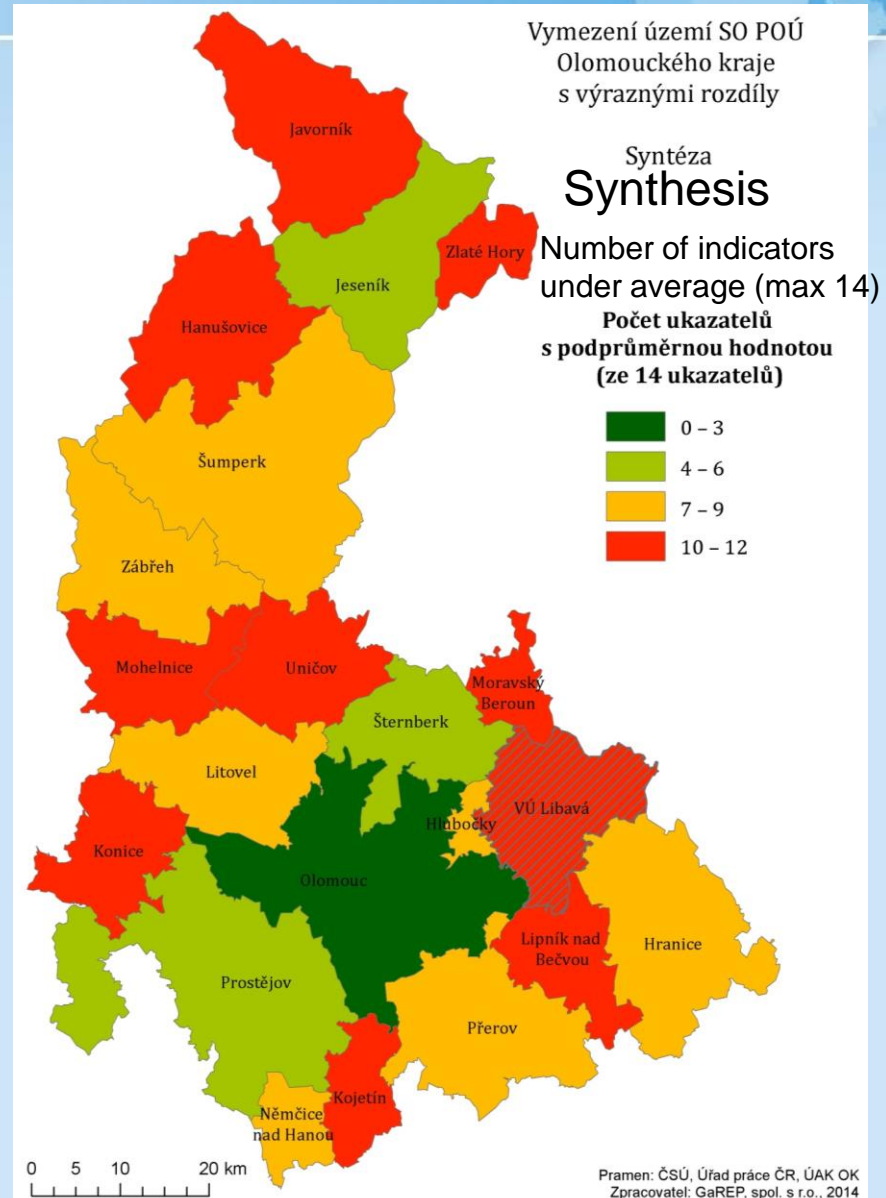 Vymezení území SO POÚ
Olomouckého kraje
s výraznými rozdíly
Syntéza
Synthesis
Number of indicators
under average (max 14)
Počet ukazatelů
s podprůměrnou hodnotou
(ze 14 ukazatelů)
0 – 3
4 – 6
7 – 9
10 – 12
Javorník
Zlaté Hory
Jeseník
Hanušovice
Šumperk
Zábřeh
Mohelnice
Uničov
Moravský
Beroun
Šternberk
Litovel
VÚ Libavá
Hlubočky
Konice
Olomouc
Lipník nad
Bečvou
Hranice
Prostějov
Přerov
Kojetín
Němčice
nad Hanou
0 5 10 20 km
Pramen: ČSÚ, Úřad práce ČR, ÚAK OK
Zpracovatel: GaREP, spol. s r.o., 2014